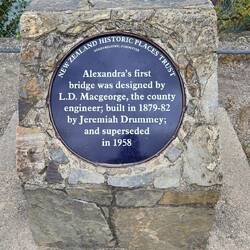 NEW ZEALAND HISTORIC PLACES TRUST
Alexandra's first
bridge was designed by
L.D. Macgeorge, the county
engineer; built in 1879-82
by Jeremiah Drummey;
and superseded
in 1958